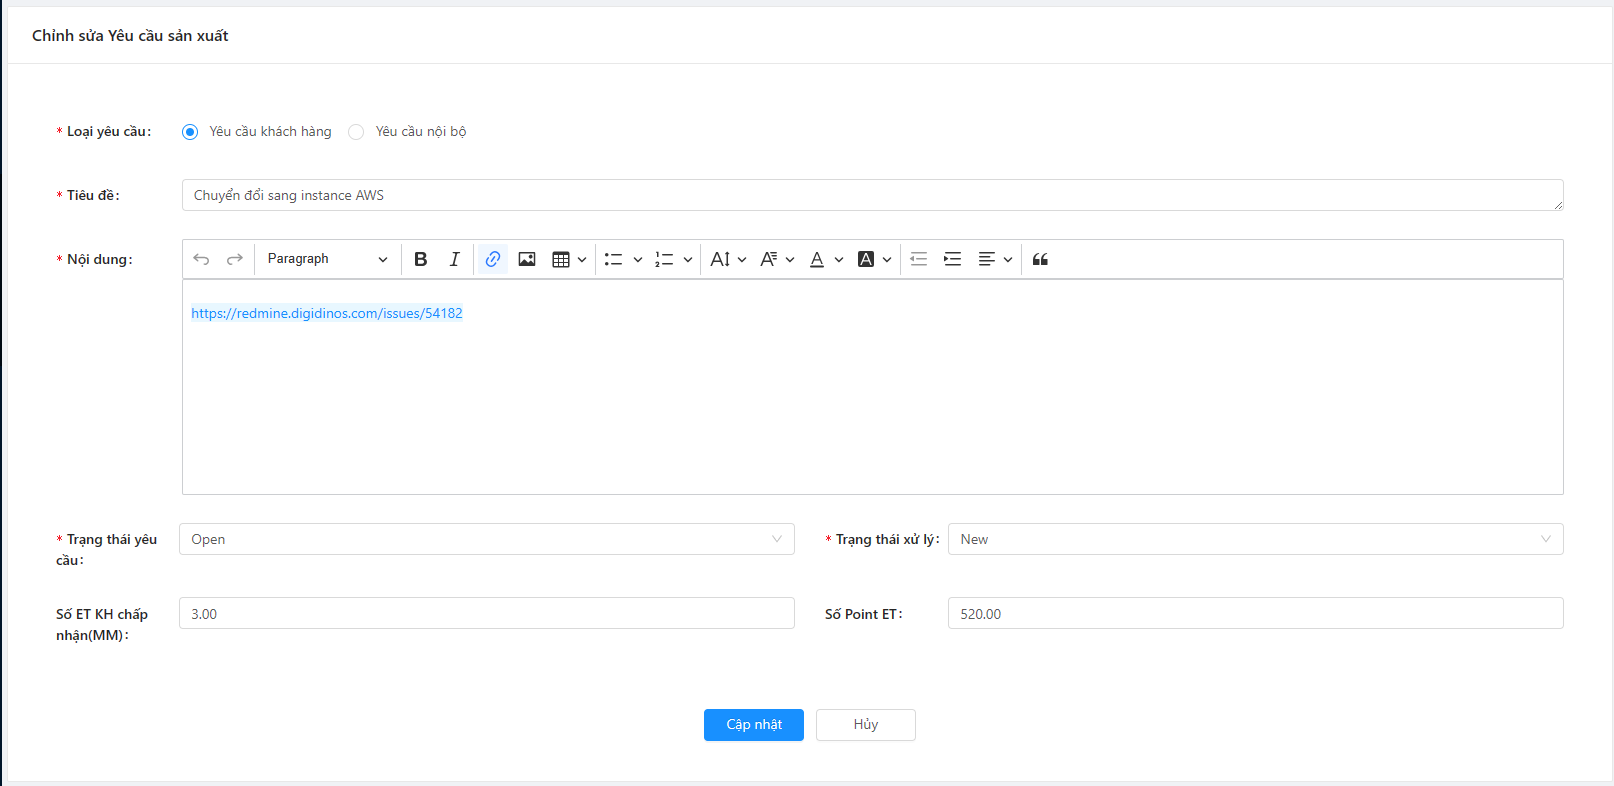 Chỉnh sửa Yêu cầu sản xuất
* Loại yêu cầu: Yêu cầu khách hàng Yêu cầu nội bộ
* Tiêu đề: Chuyển đổi sang instance AWS
* Nội dung: Paragraph B I A A A A
https://redmine.digidinos.com/issues/54182
* Trạng thái yêu cầu: Open
* Trạng thái xử lý: New
Số ET KH chấp nhận(MM): 3.00
Số Point ET: 520.00
Cập nhật Hủy